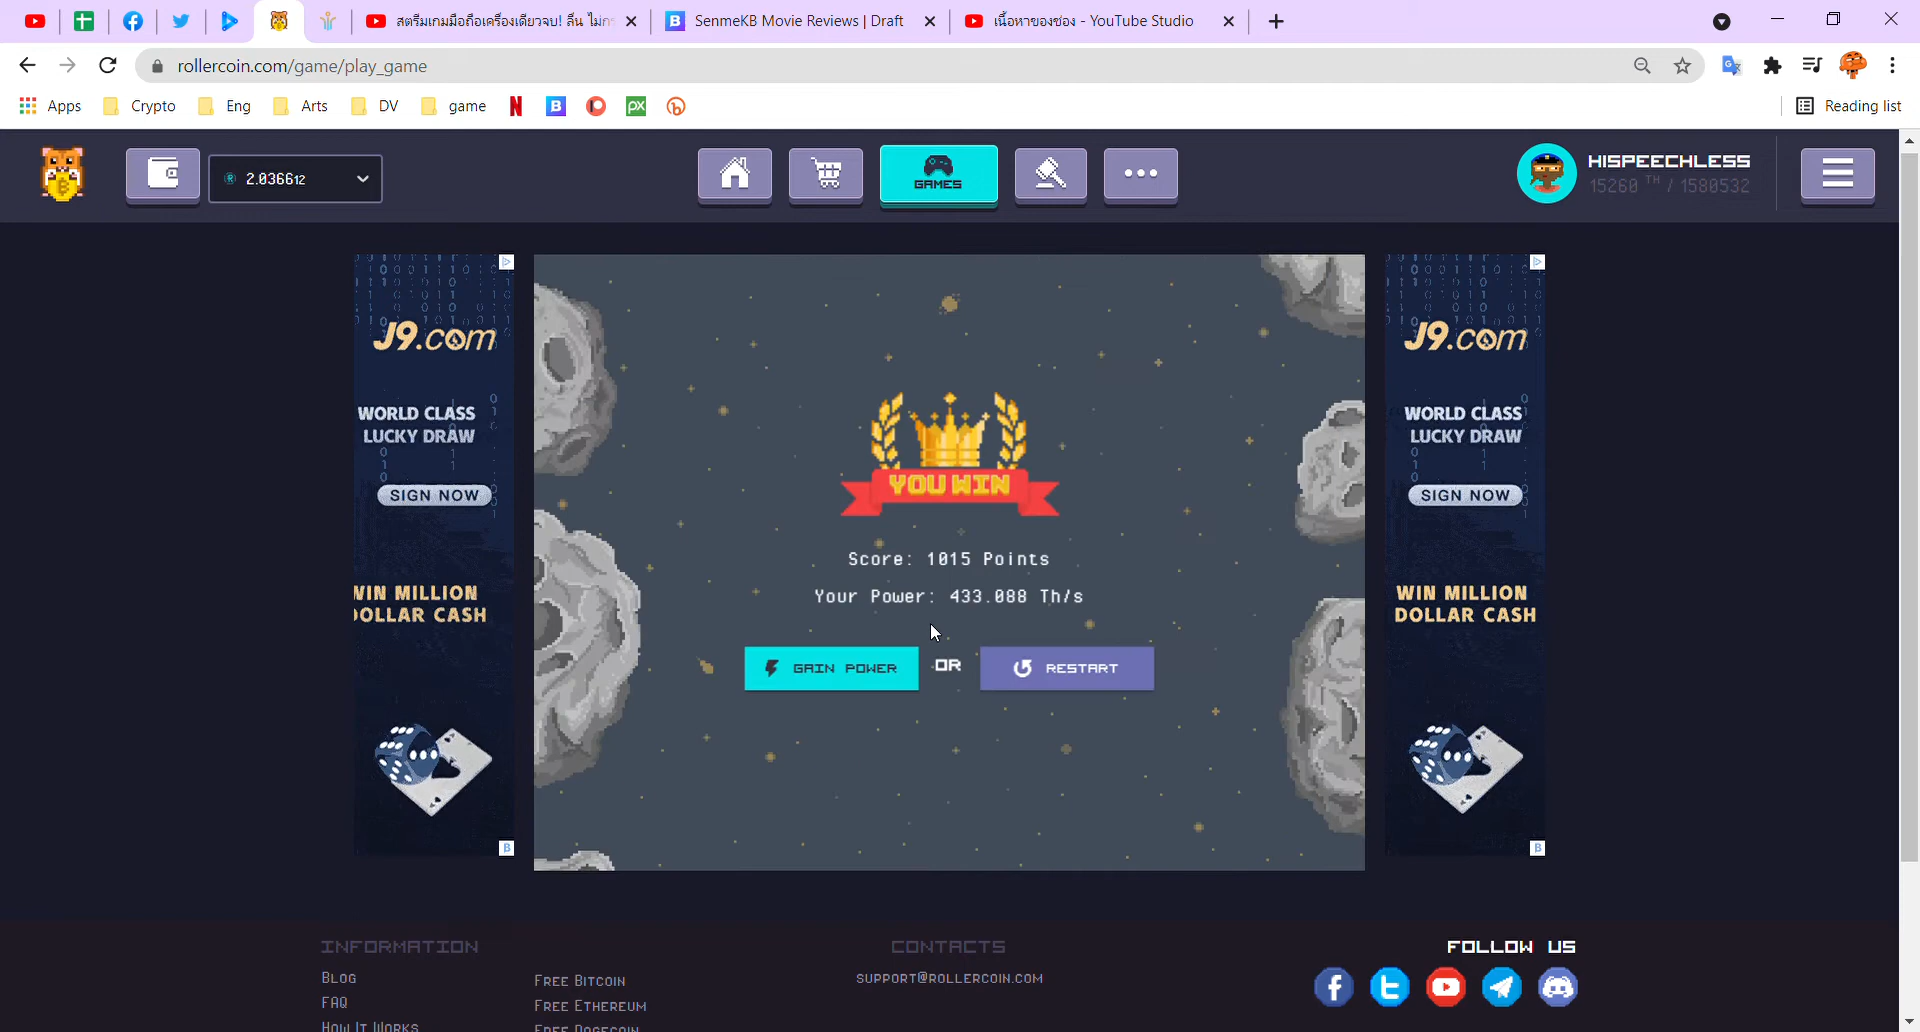 สตรีมเกมมือถือเครื่องเดียวจบ! ลื่น ไม่กร
SenmeKB Movie Reviews | Draft
เนื้อหาของช่อง - YouTube Studio
rollercoin.com/game/play_game
Apps
Crypto
Eng
Arts
DV
game
Reading list
2.036612
GAMES
HISPEECHLESS
15260 TH / 1580532
J9.com
WORLD CLASS
LUCKY DRAW
SIGN NOW
WIN MILLION
DOLLAR CASH
YOU WIN
Score: 1015 Points
Your Power: 433.088 Th/s
GAIN POWER
OR
RESTART
J9.com
WORLD CLASS
LUCKY DRAW
SIGN NOW
WIN MILLION
DOLLAR CASH
INFORMATION
Blog
FAQ
How It Works
Free Bitcoin
Free Ethereum
Free Dogecoin
CONTACTS
support@rollercoin.com
FOLLOW US